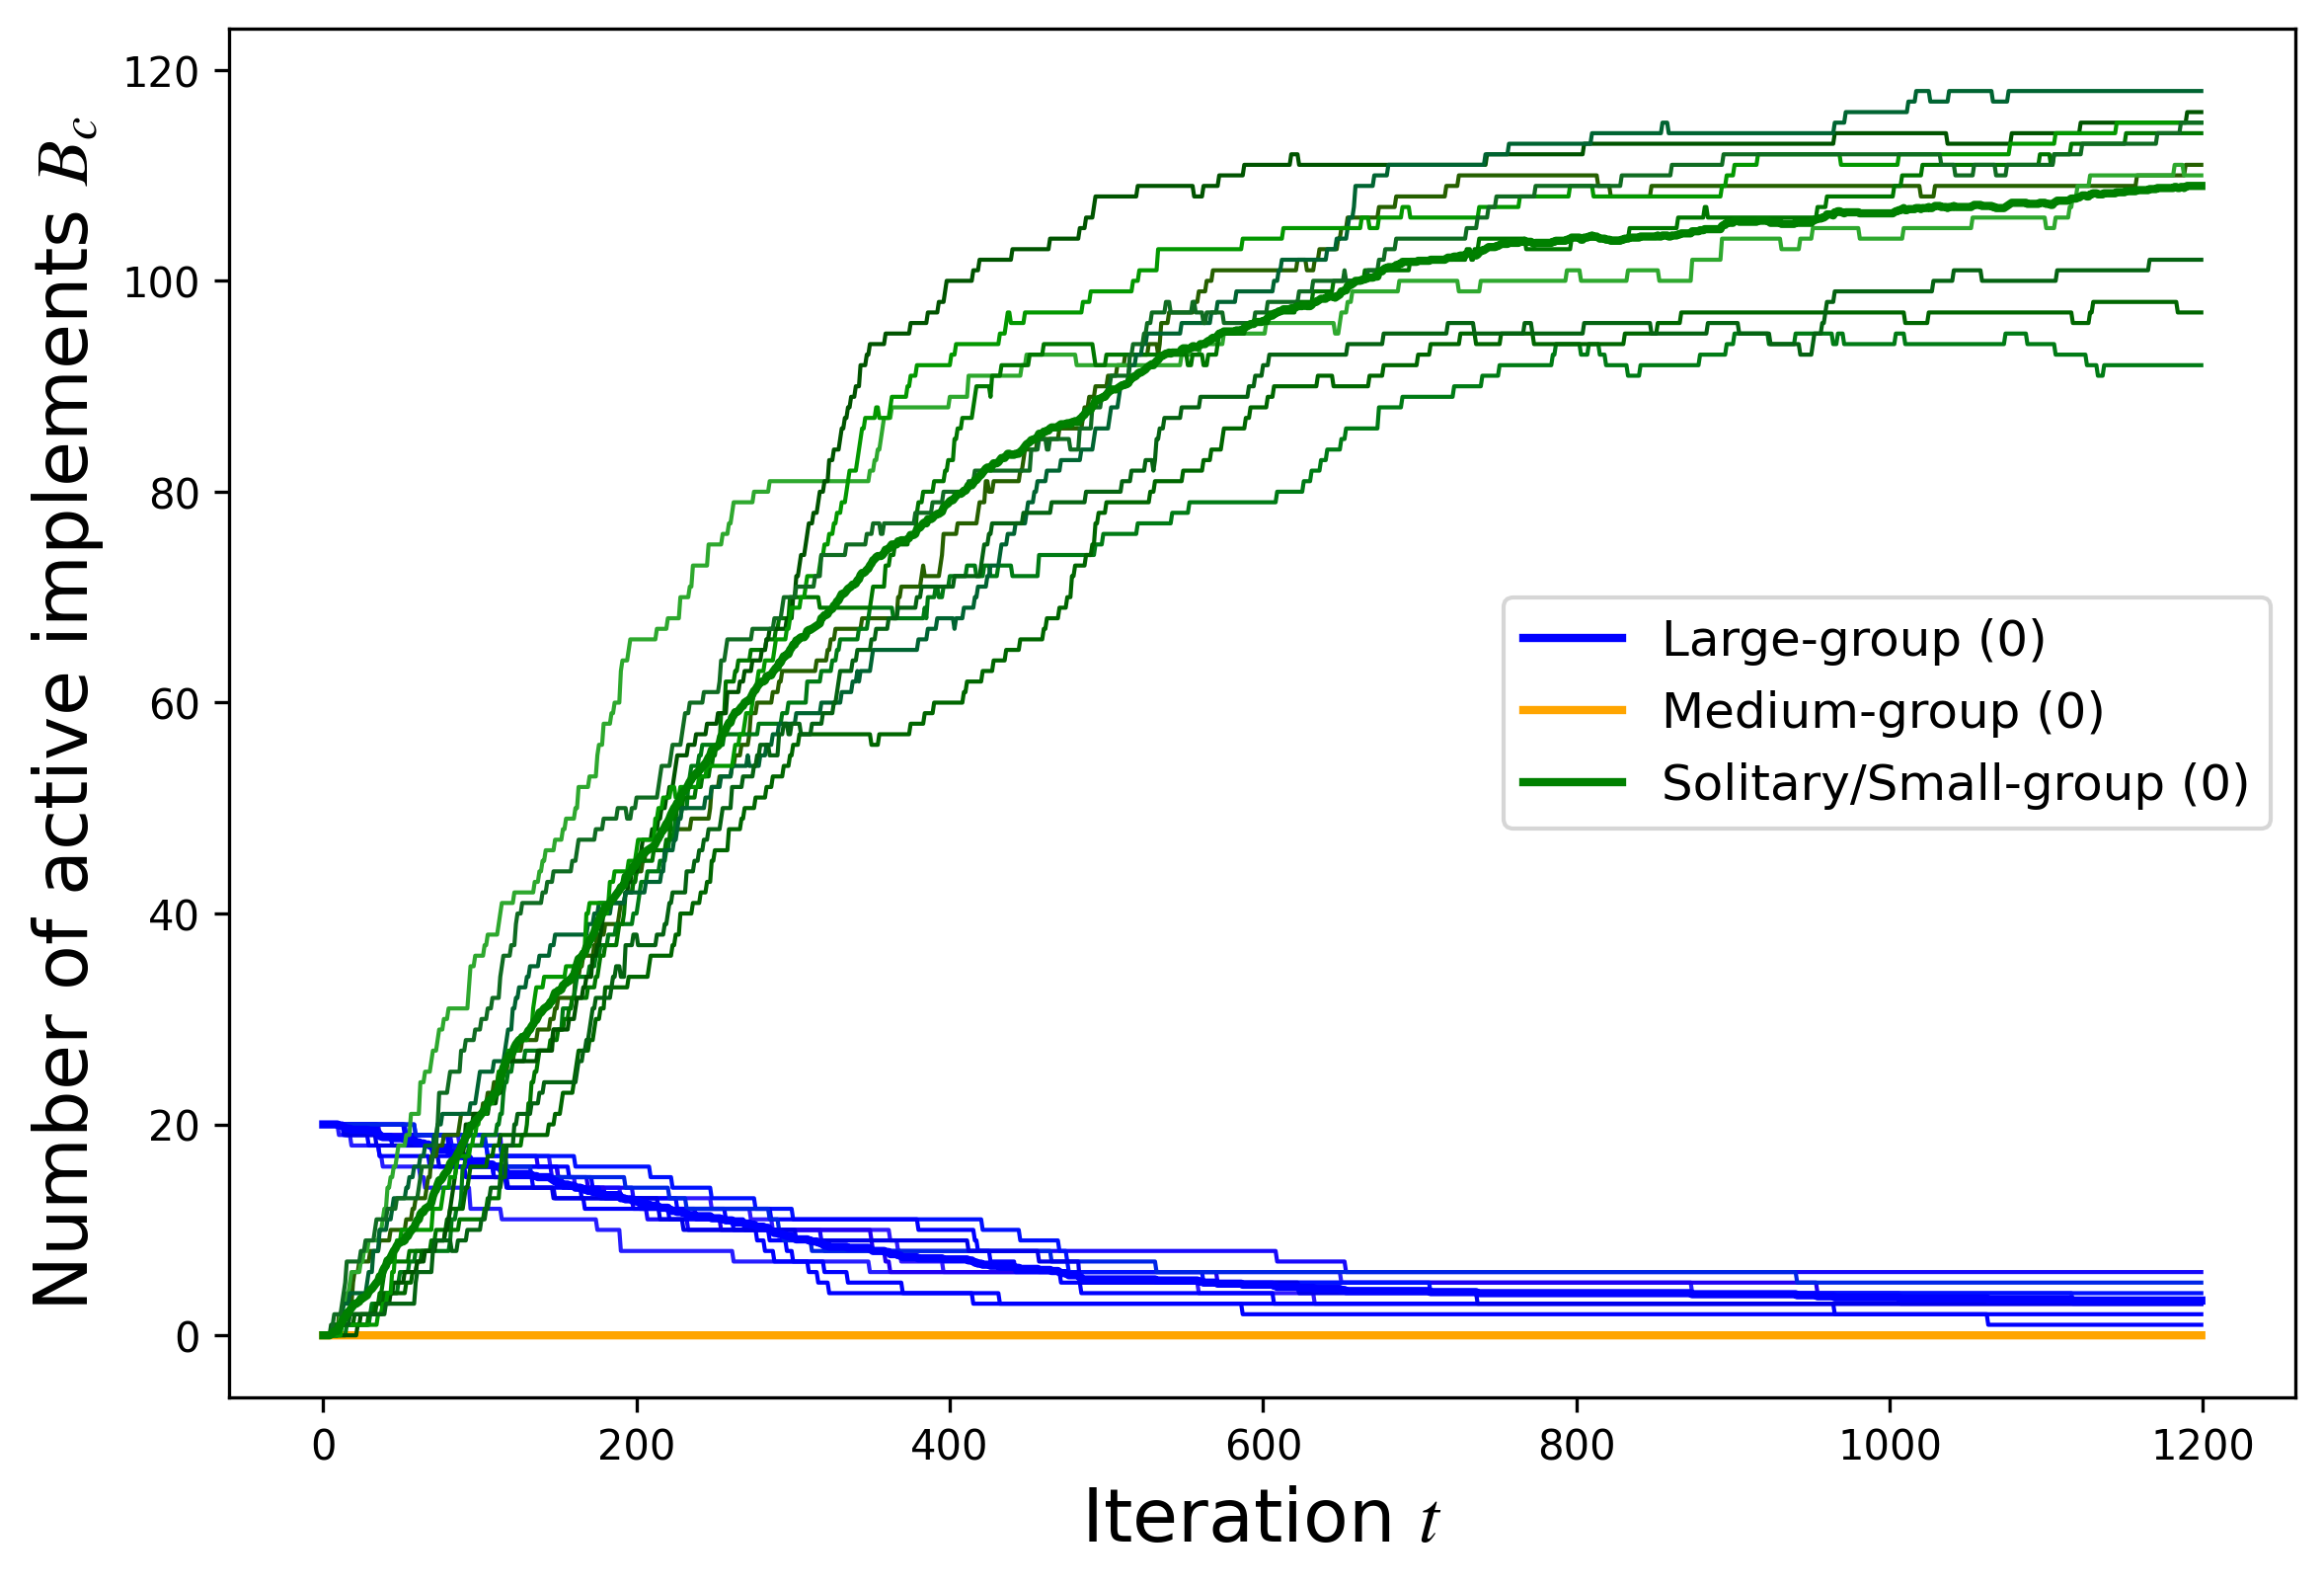 Number of active implements B_c
120
100
80
60
40
20
0
Large-group (0)
Medium-group (0)
Solitary/Small-group (0)
0 200 400 600 800 1000 1200
Iteration t